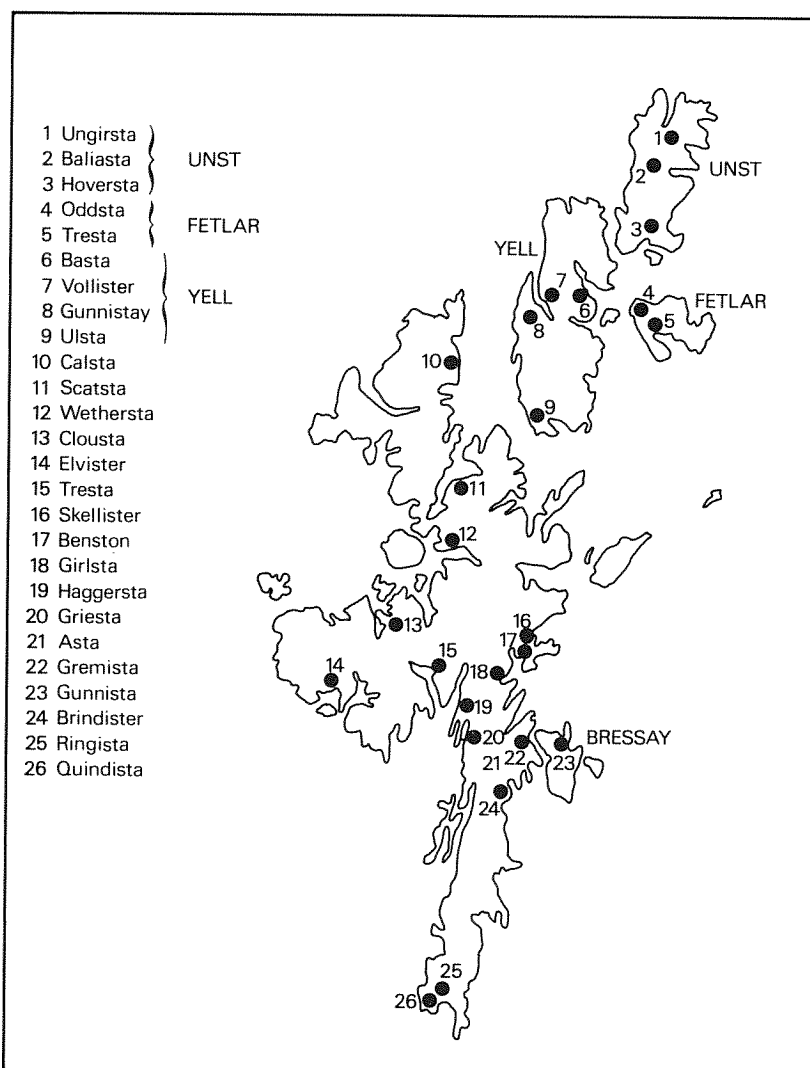 1 Ungirsta
2 Baliasta
3 Hoversta
UNST
4 Oddsta
5 Tresta
FETLAR
6 Basta
7 Vollister
8 Gunnistay
9 Ulsta
YELL
10 Calsta
11 Scatsta
12 Wethersta
13 Clousta
14 Elvister
15 Tresta
16 Skellister
17 Benston
18 Girlsta
19 Haggersta
20 Griesta
21 Asta
22 Gremista
23 Gunnista
24 Brindister
25 Ringista
26 Quindista
1
2
UNST
3
YELL
7
6
4
FETLAR
8
5
10
9
11
12
13
16
17
15
14
18
19
20
21
22
23
BRESSAY
24
25
26